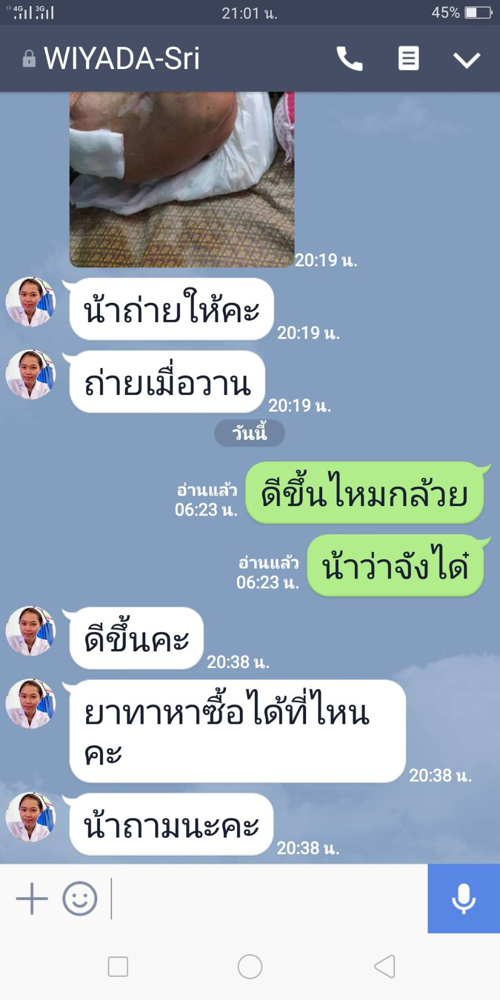 4G 3G 21:01 น. 45%
WIYADA-Sri
20:19 น.
น้าถ่ายให้คะ
20:19 น.
ถ่ายเมื่อวาน
20:19 น.
วันนี้
ดีขึ้นไหมกล้วย
อ่านแล้ว
06:23 น.
น้าว่าจังได๋
อ่านแล้ว
06:23 น.
ดีขึ้นคะ
20:38 น.
ยาทาหาซื้อได้ที่ไหน
คะ
20:38 น.
น้าถามนะคะ
20:38 น.